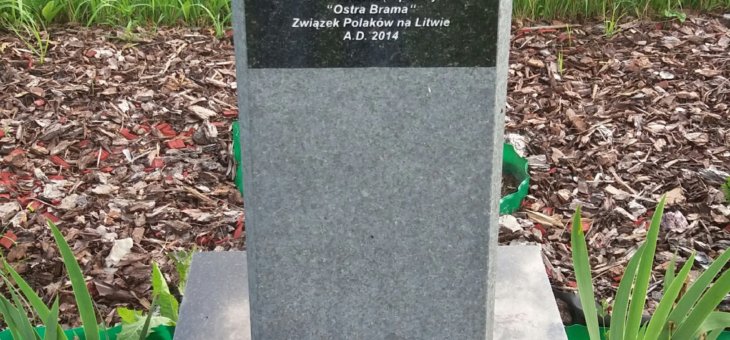 "Ostra Brama"
Związek Polaków na Litwie
A.D. 2014